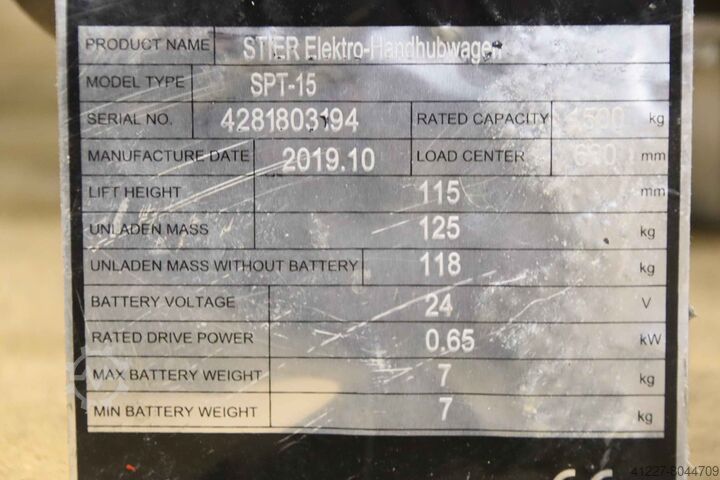 PRODUCT NAME STIER Elektro-Handhubwagen
MODEL TYPE SPT-15
SERIAL NO. 4281803194 RATED CAPACITY 1500 kg
MANUFACTURE DATE 2019.10 LOAD CENTER 600 mm
LIFT HEIGHT 115 mm
UNLADEN MASS 125 kg
UNLADEN MASS WITHOUT BATTERY 118 kg
BATTERY VOLTAGE 24 V
RATED DRIVE POWER 0.65 kW
MAX BATTERY WEIGHT 7 kg
MIN BATTERY WEIGHT 7 kg
41227-8044709